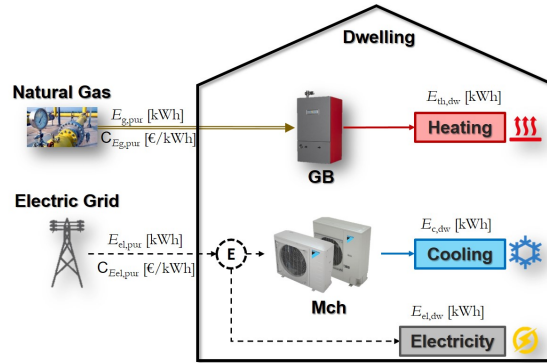 Dwelling
Natural Gas
E_g,pur [kWh]
C_Eg,pur [€/kWh]
GB
E_th,dw [kWh]
Heating
Electric Grid
E_el,pur [kWh]
C_Eel,pur [€/kWh]
E
Mch
E_c,dw [kWh]
Cooling
E_el,dw [kWh]
Electricity